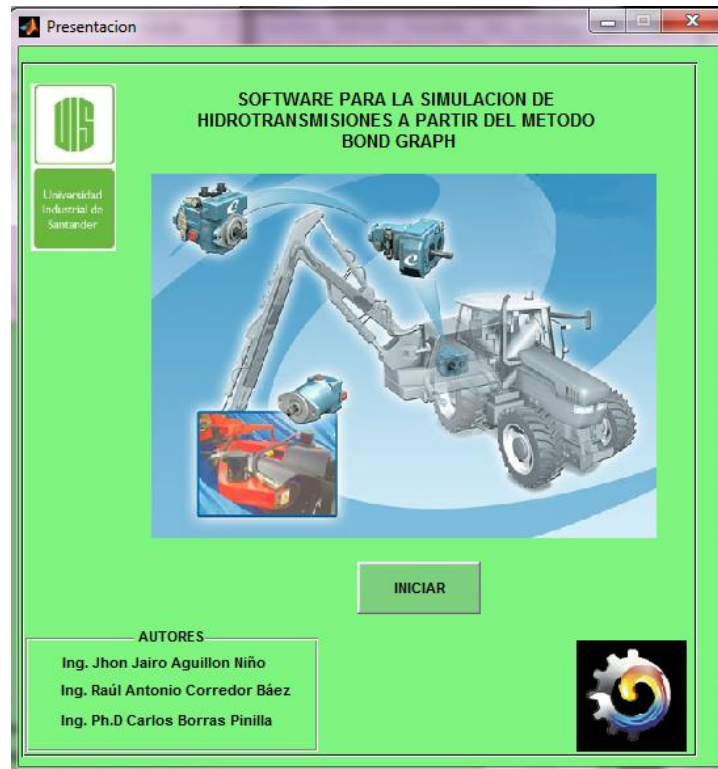 Presentacion
UIS
Universidad
Industrial de
Santander
SOFTWARE PARA LA SIMULACION DE
HIDROTRANSMISIONES A PARTIR DEL METODO
BOND GRAPH
INICIAR
AUTORES
Ing. Jhon Jairo Aguillon Niño
Ing. Raúl Antonio Corredor Báez
Ing. Ph.D Carlos Borras Pinilla